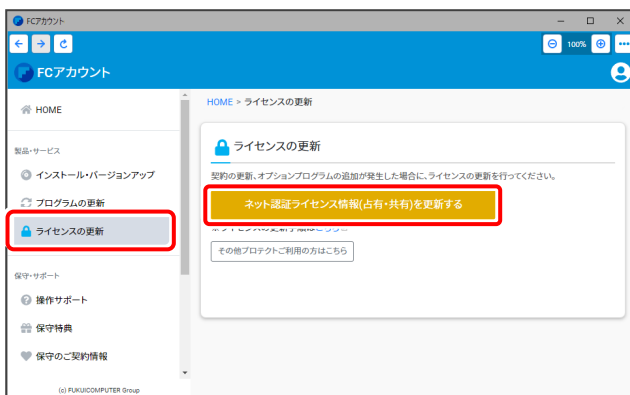 FCアカウント
100%
FCアカウント
HOME
製品・サービス
インストール・バージョンアップ
プログラムの更新
ライセンスの更新
保守・サポート
操作サポート
保守特典
保守のご契約情報
(c) FUKUICOMPUTER Group
HOME > ライセンスの更新
ライセンスの更新
契約の更新、オプションプログラムの追加が発生した場合に、ライセンスの更新を行ってください。
ネット認証ライセンス情報(占有・共有)を更新する
その他プロテクトご利用の方はこちら